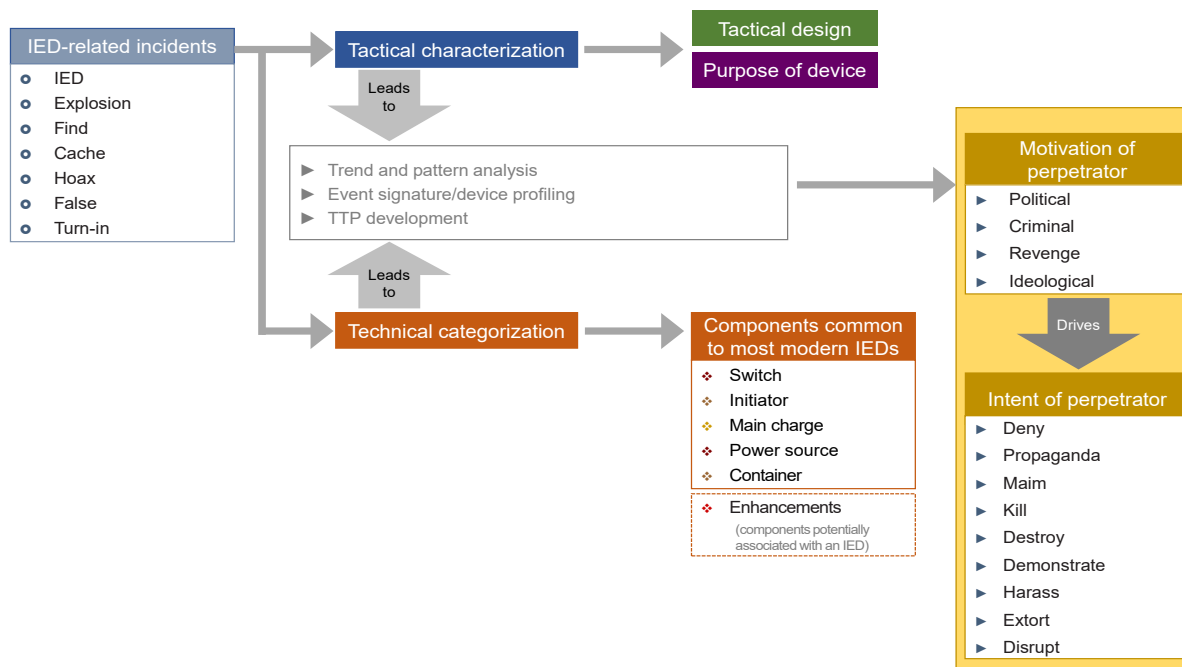 IED-related incidents
IED
Explosion
Find
Cache
Hoax
False
Turn-in
Tactical characterization
Tactical design
Purpose of device
Leads
to
Trend and pattern analysis
Event signature/device profiling
TTP development
Leads
to
Technical categorization
Components common
to most modern IEDs
Switch
Initiator
Main charge
Power source
Container
Enhancements
(components potentially
associated with an IED)
Motivation of
perpetrator
Political
Criminal
Revenge
Ideological
Drives
Intent of perpetrator
Deny
Propaganda
Maim
Kill
Destroy
Demonstrate
Harass
Extort
Disrupt